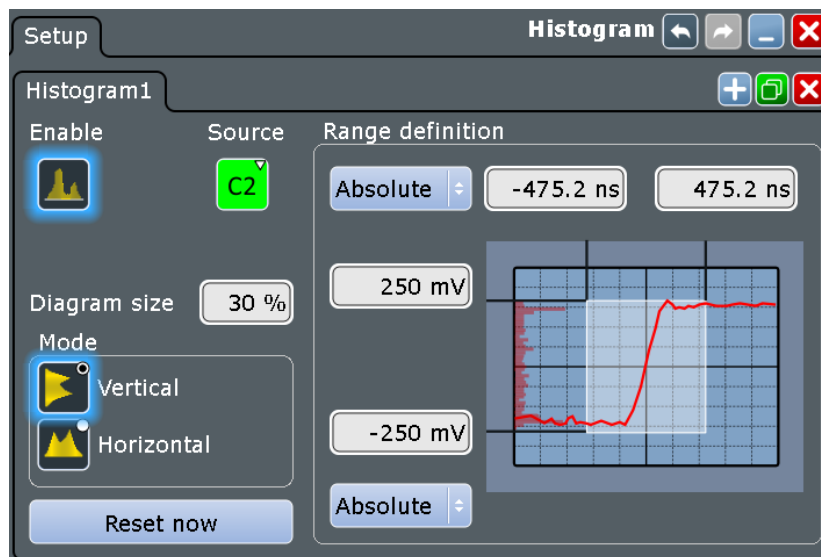 Setup
Histogram
Histogram1
Enable
Source
Range definition
C2
Absolute
-475.2 ns
475.2 ns
250 mV
Diagram size
30 %
Mode
Vertical
-250 mV
Horizontal
Absolute
Reset now